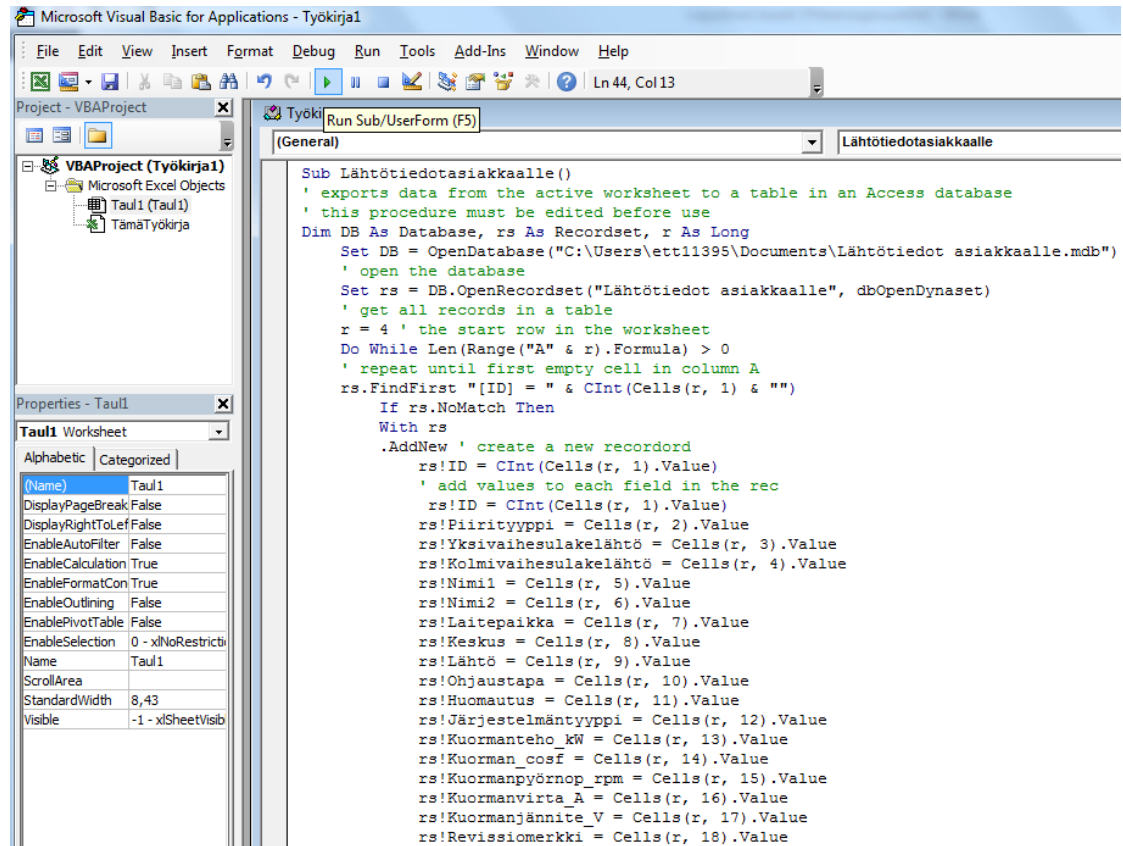 Microsoft Visual Basic for Applications - Työkirja1
File Edit View Insert Format Debug Run Tools Add-Ins Window Help
Ln 44, Col 13
Project - VBAProject
VBAProject (Työkirja1)
Microsoft Excel Objects
Taul1 (Taul1)
TämäTyökirja
Properties - Taul1
Taul1 Worksheet
Alphabetic Categorized
(Name) Taul1
DisplayPageBreak False
DisplayRightToLef False
EnableAutoFilter False
EnableCalculation True
EnableFormatCon True
EnableOutlining False
EnablePivotTable False
EnableSelection 0 - xlNoRestricti
Name Taul1
ScrollArea
StandardWidth 8,43
Visible -1 - xlSheetVisib
Työki
Run Sub/UserForm (F5)
(General) Lähtötiedotasiakkaalle
Sub Lähtötiedotasiakkaalle()
' exports data from the active worksheet to a table in an Access database
' this procedure must be edited before use
Dim DB As Database, rs As Recordset, r As Long
Set DB = OpenDatabase("C:\Users\ett11395\Documents\Lähtötiedot asiakkaalle.mdb")
' open the database
Set rs = DB.OpenRecordset("Lähtötiedot asiakkaalle", dbOpenDynaset)
' get all records in a table
r = 4 ' the start row in the worksheet
Do While Len(Range("A" & r).Formula) > 0
' repeat until first empty cell in column A
rs.FindFirst "[ID] = " & CInt(Cells(r, 1) & "")
If rs.NoMatch Then
With rs
.AddNew ' create a new recordord
rs!ID = CInt(Cells(r, 1).Value)
' add values to each field in the rec
rs!ID = CInt(Cells(r, 1).Value)
rs!Piirityyppi = Cells(r, 2).Value
rs!Yksivaihesulakelähtö = Cells(r, 3).Value
rs!Kolmivaihesulakelähtö = Cells(r, 4).Value
rs!Nimi1 = Cells(r, 5).Value
rs!Nimi2 = Cells(r, 6).Value
rs!Laitepaikka = Cells(r, 7).Value
rs!Keskus = Cells(r, 8).Value
rs!Lähtö = Cells(r, 9).Value
rs!Ohjaustapa = Cells(r, 10).Value
rs!Huomautus = Cells(r, 11).Value
rs!Järjestelmäntyyppi = Cells(r, 12).Value
rs!Kuormanteho_kW = Cells(r, 13).Value
rs!Kuorman_cosf = Cells(r, 14).Value
rs!Kuormanpyörnop_rpm = Cells(r, 15).Value
rs!Kuormanvirta_A = Cells(r, 16).Value
rs!Kuormanjännite_V = Cells(r, 17).Value
rs!Revissiomerkki = Cells(r, 18).Value